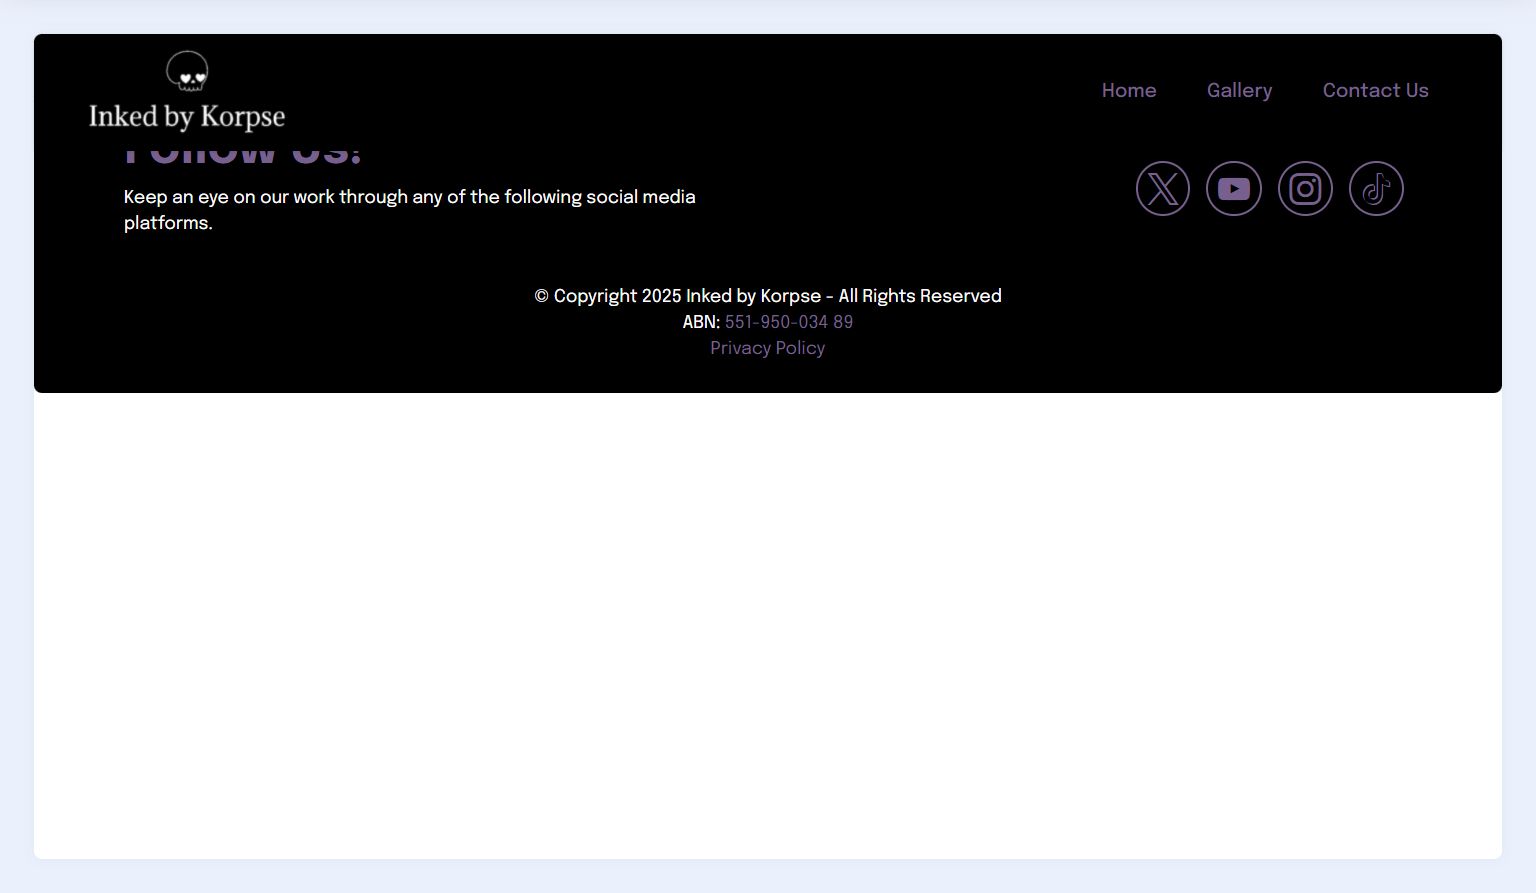 Inked by Korpse
Home
Gallery
Contact Us
Follow Us!
Keep an eye on our work through any of the following social media
platforms.
© Copyright 2025 Inked by Korpse - All Rights Reserved
ABN: 551-950-034 89
Privacy Policy